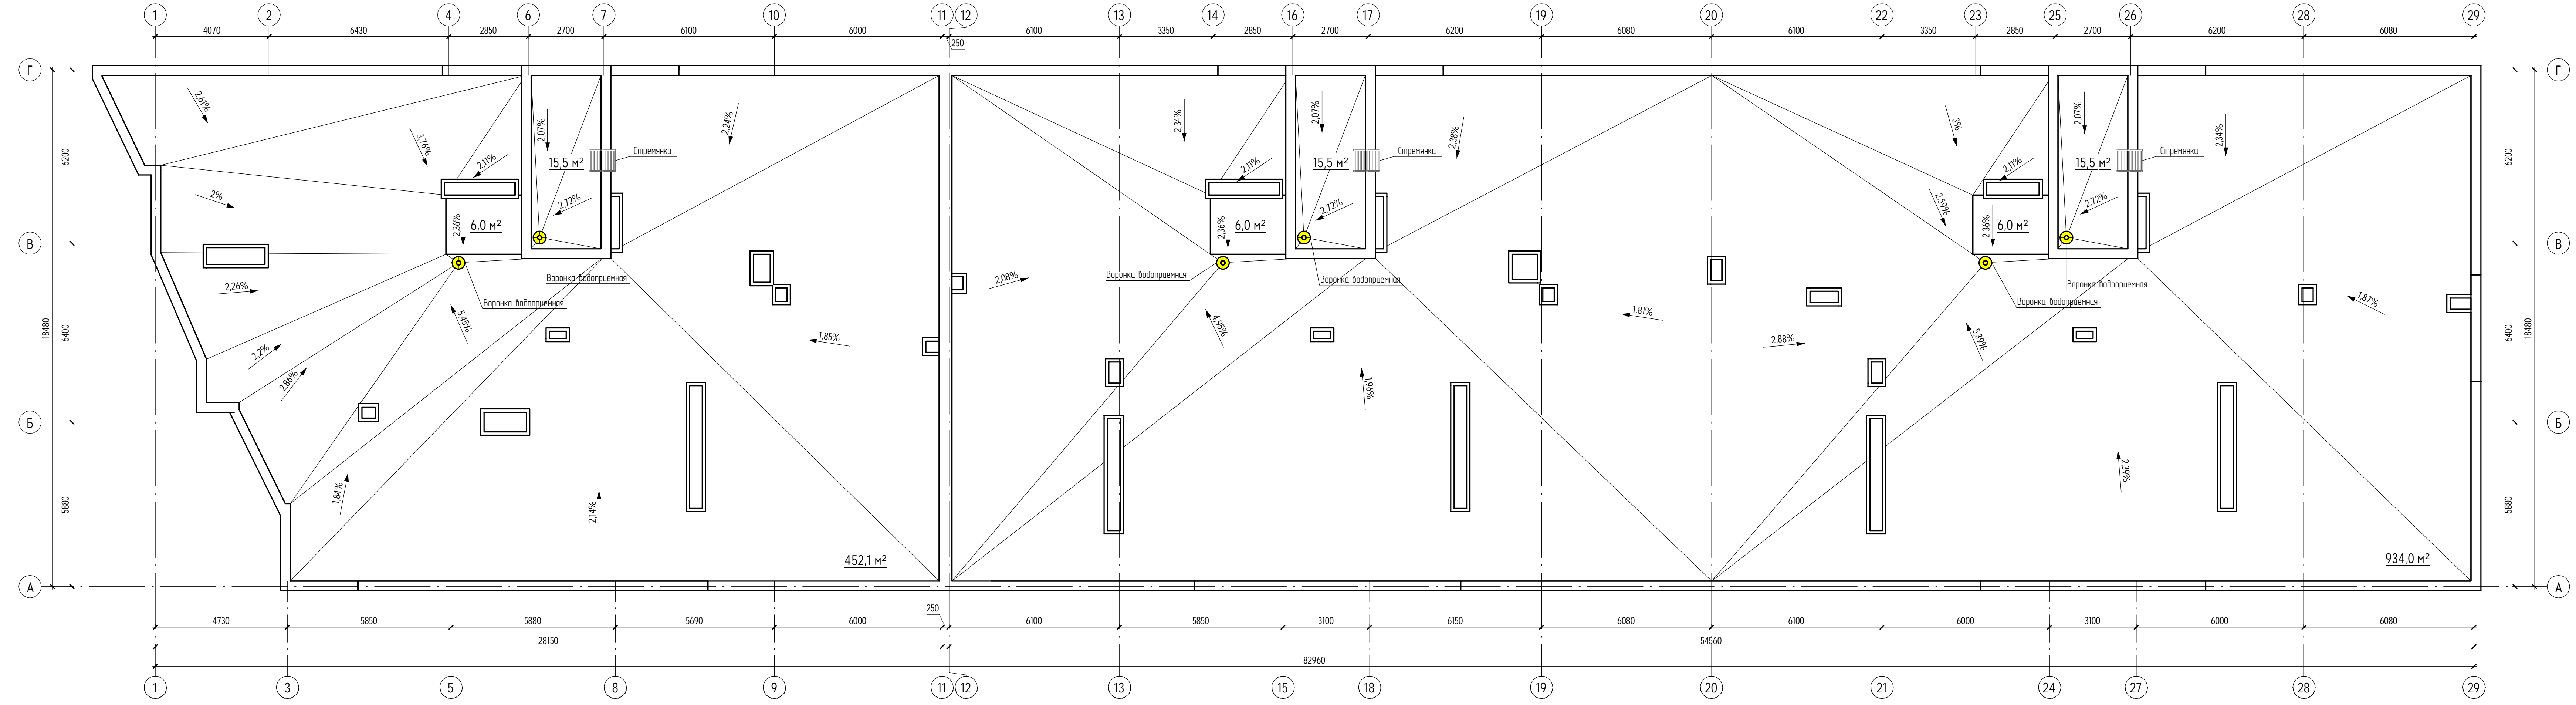 1 2 4 6 7 10 11 12 13 14 16 17 19 20 22 23 25 26 28 29
4070 6430 2850 2700 6100 6000 250 6100 3350 2850 2700 6200 6080 6100 3350 2850 2700 6200 6080
Г Г
В В
Б Б
А А
6200 6400 5880 18480
6200 6400 5880 18480
2,61%
3,76%
2,11%
2,07%
2,24%
15,5 м²
Стремянка
2%
2,36%
6,0 м²
2,72%
Воронка водоприемная
Воронка водоприемная
2,26%
5,45%
2,2%
2,86%
1,85%
1,84%
2,14%
452,1 м²
2,34%
2,11%
2,07%
2,38%
15,5 м²
Стремянка
2,36%
6,0 м²
2,72%
Воронка водоприемная
Воронка водоприемная
2,08%
4,95%
1,81%
1,96%
3%
2,11%
2,07%
2,34%
15,5 м²
Стремянка
2,59%
2,36%
6,0 м²
2,72%
Воронка водоприемная
Воронка водоприемная
2,88%
5,39%
1,87%
2,39%
934,0 м²
250
4730 5850 5880 5690 6000 6100 5850 3100 6150 6080 6100 6000 3100 6000 6080
28150 54560
82960
1 3 5 8 9 11 12 13 15 18 19 20 21 24 27 28 29